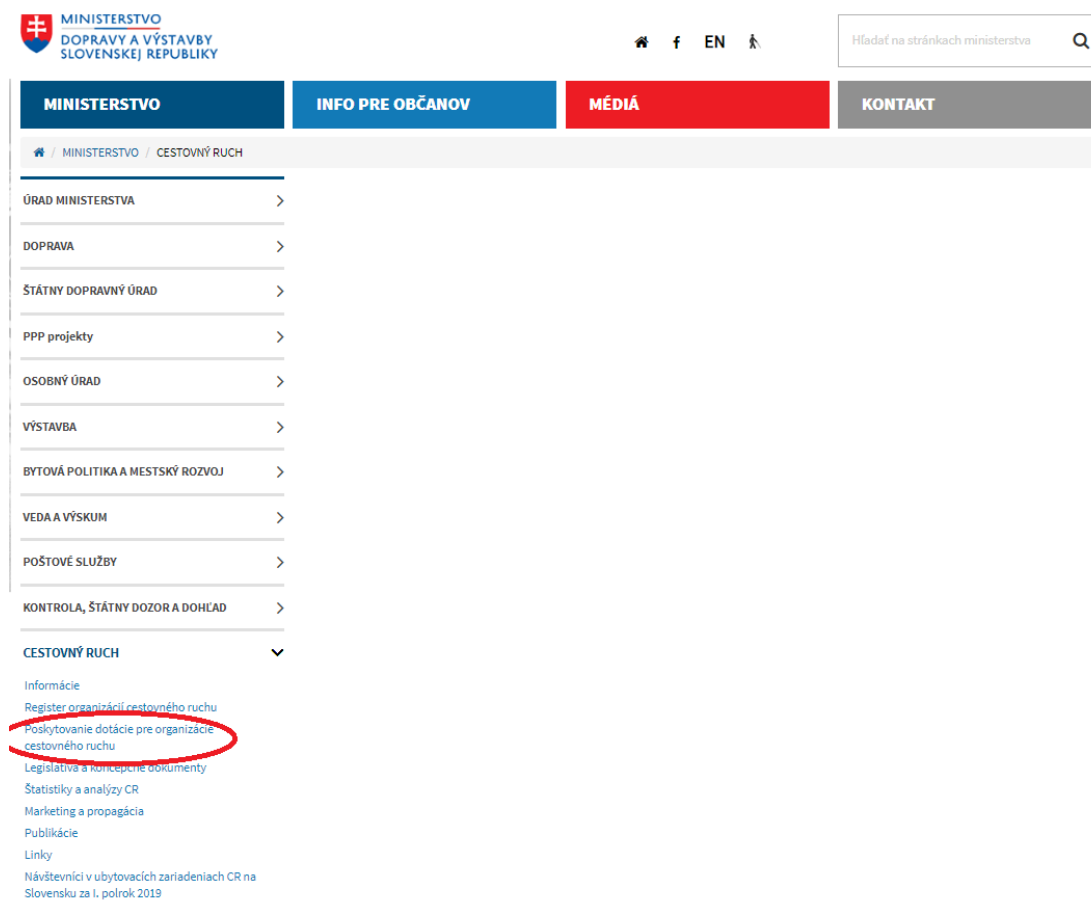 MINISTERSTVO
DOPRAVY A VÝSTAVBY
SLOVENSKEJ REPUBLIKY
EN
Hľadať na stránkach ministerstva
MINISTERSTVO
INFO PRE OBČANOV
MÉDIÁ
KONTAKT
/ MINISTERSTVO / CESTOVNÝ RUCH
ÚRAD MINISTERSTVA
DOPRAVA
ŠTÁTNY DOPRAVNÝ ÚRAD
PPP projekty
OSOBNÝ ÚRAD
VÝSTAVBA
BYTOVÁ POLITIKA A MESTSKÝ ROZVOJ
VEDA A VÝSKUM
POŠTOVÉ SLUŽBY
KONTROLA, ŠTÁTNY DOZOR A DOHĽAD
CESTOVNÝ RUCH
Informácie
Register organizácií cestovného ruchu
Poskytovanie dotácie pre organizácie
cestovného ruchu
Legislatíva a koncepčné dokumenty
Štatistiky a analýzy CR
Marketing a propagácia
Publikácie
Linky
Návštevníci v ubytovacích zariadeniach CR na
Slovensku za I. polrok 2019